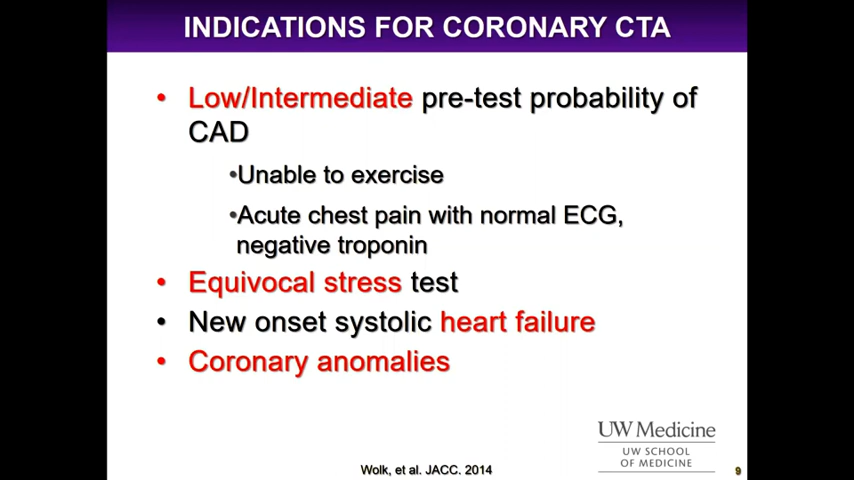 INDICATIONS FOR CORONARY CTA
• Low/Intermediate pre-test probability of
CAD
•Unable to exercise
•Acute chest pain with normal ECG,
negative troponin
• Equivocal stress test
• New onset systolic heart failure
• Coronary anomalies
UW Medicine
UW SCHOOL
OF MEDICINE
Wolk, et al. JACC. 2014
9